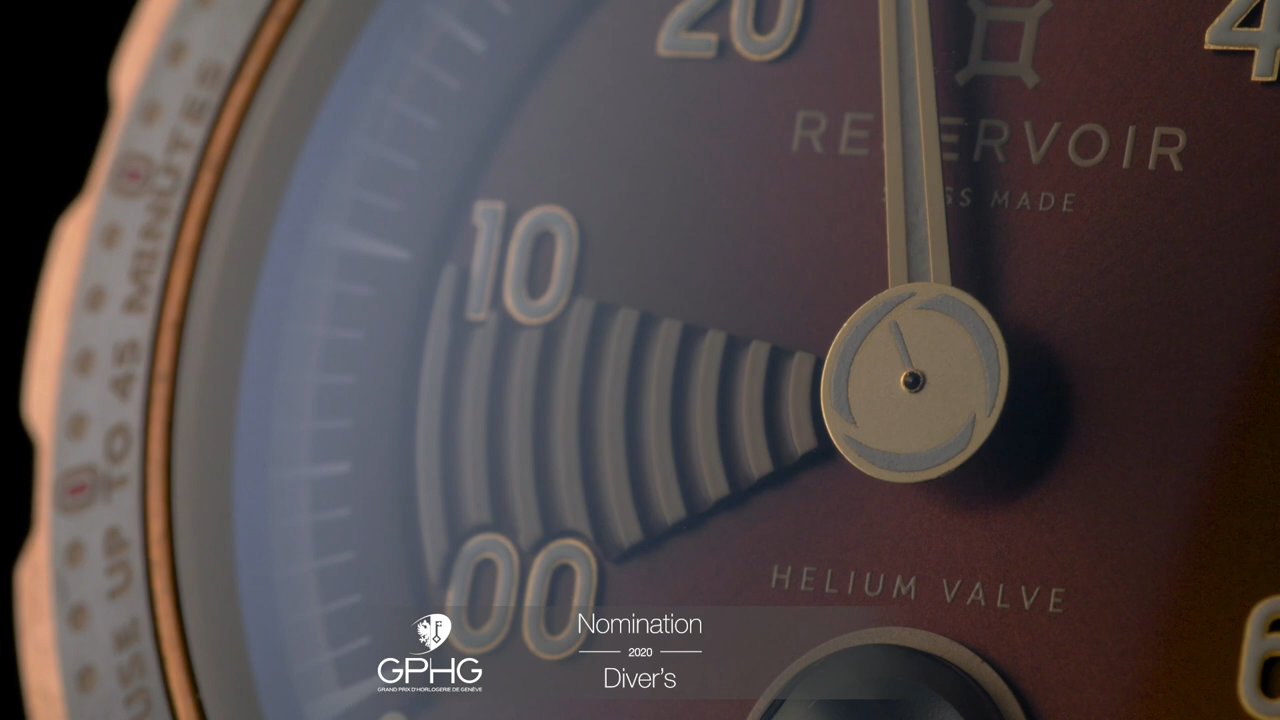 20
4
RESERVOIR
SWISS MADE
10
USE UP TO 45 MINUTES
00
HELIUM VALVE
6
GPHG
GRAND PRIX D'HORLOGERIE DE GENÈVE
Nomination
2020
Diver's